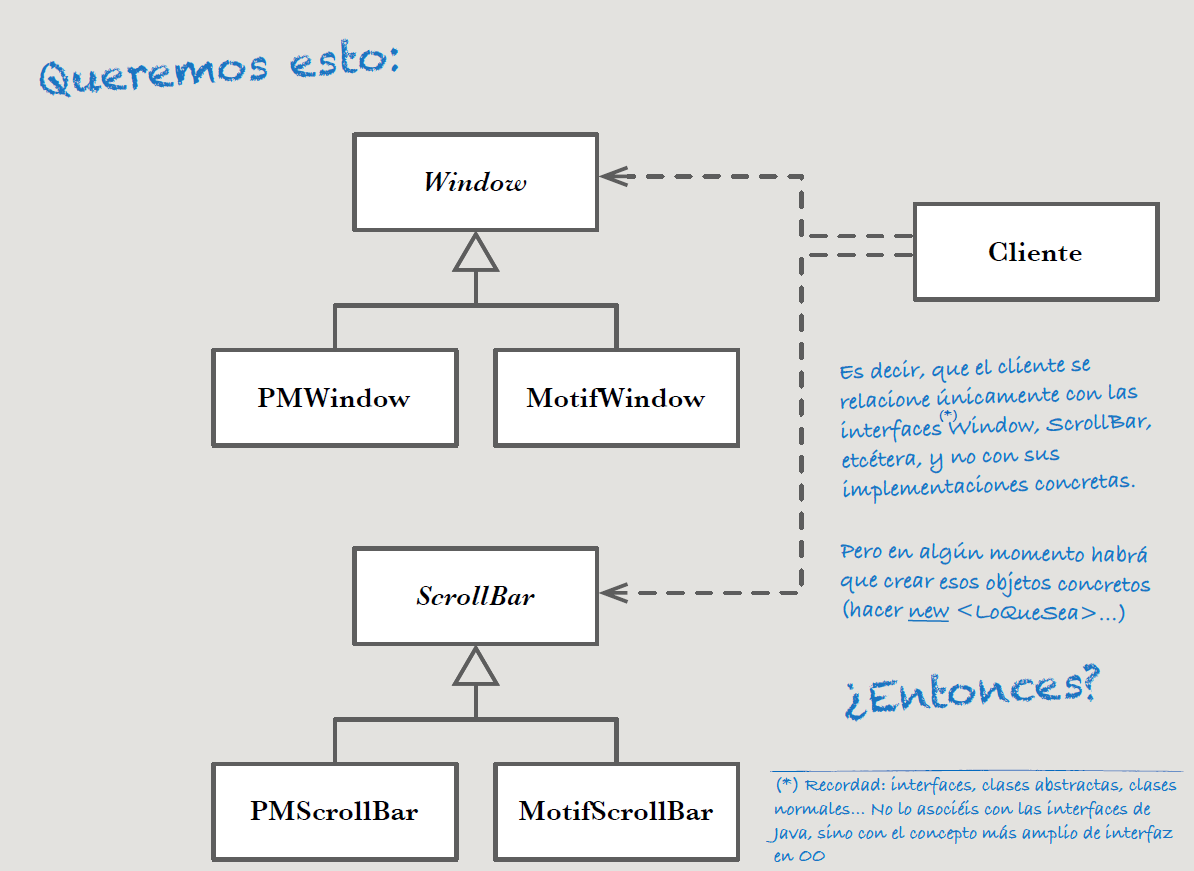 Queremos esto:
Window
Cliente
PMWindow
MotifWindow
Es decir, que el cliente se
relacione únicamente con las
interfaces(*) Window, ScrollBar,
etcétera, y no con sus
implementaciones concretas.
Pero en algún momento habrá
que crear esos objetos concretos
(hacer new <LoQueSea>...)
ScrollBar
¿Entonces?
PMScrollBar
MotifScrollBar
(*) Recordad: interfaces, clases abstractas, clases
normales... No lo asociéis con las interfaces de
Java, sino con el concepto más amplio de interfaz
en OO